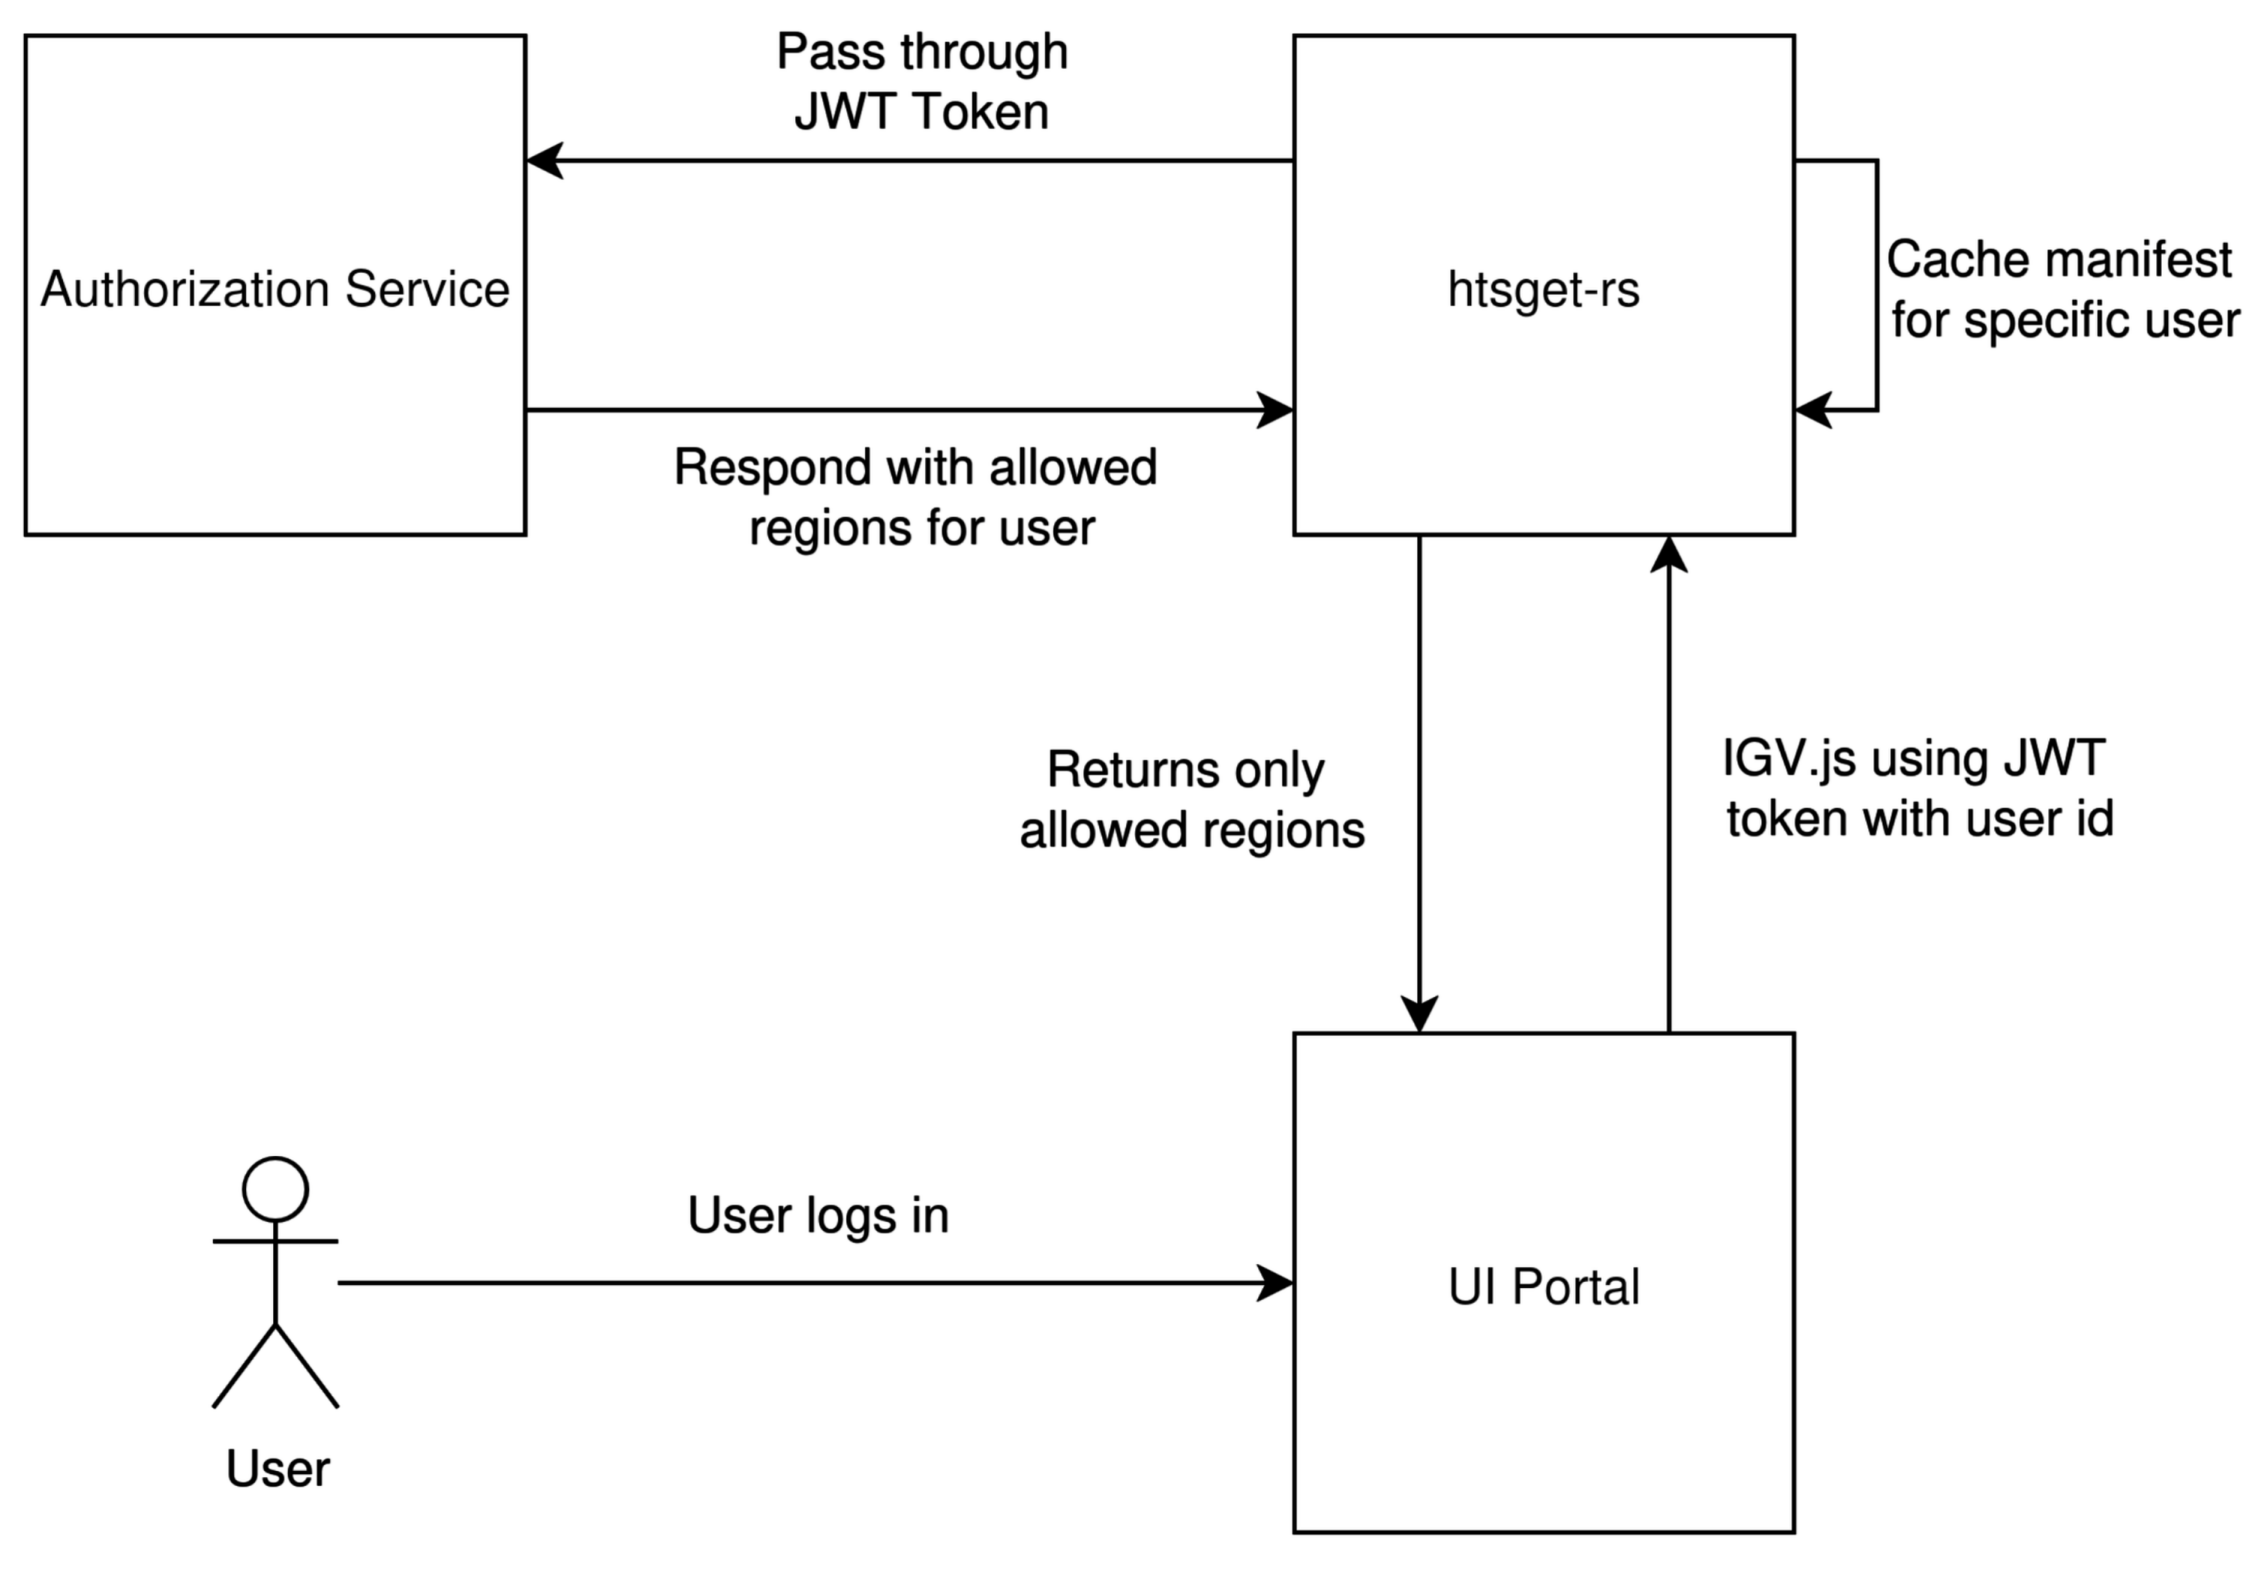 Pass through
JWT Token
Authorization Service
htsget-rs
Cache manifest
for specific user
Respond with allowed
regions for user
Returns only
allowed regions
IGV.js using JWT
token with user id
User logs in
UI Portal
User